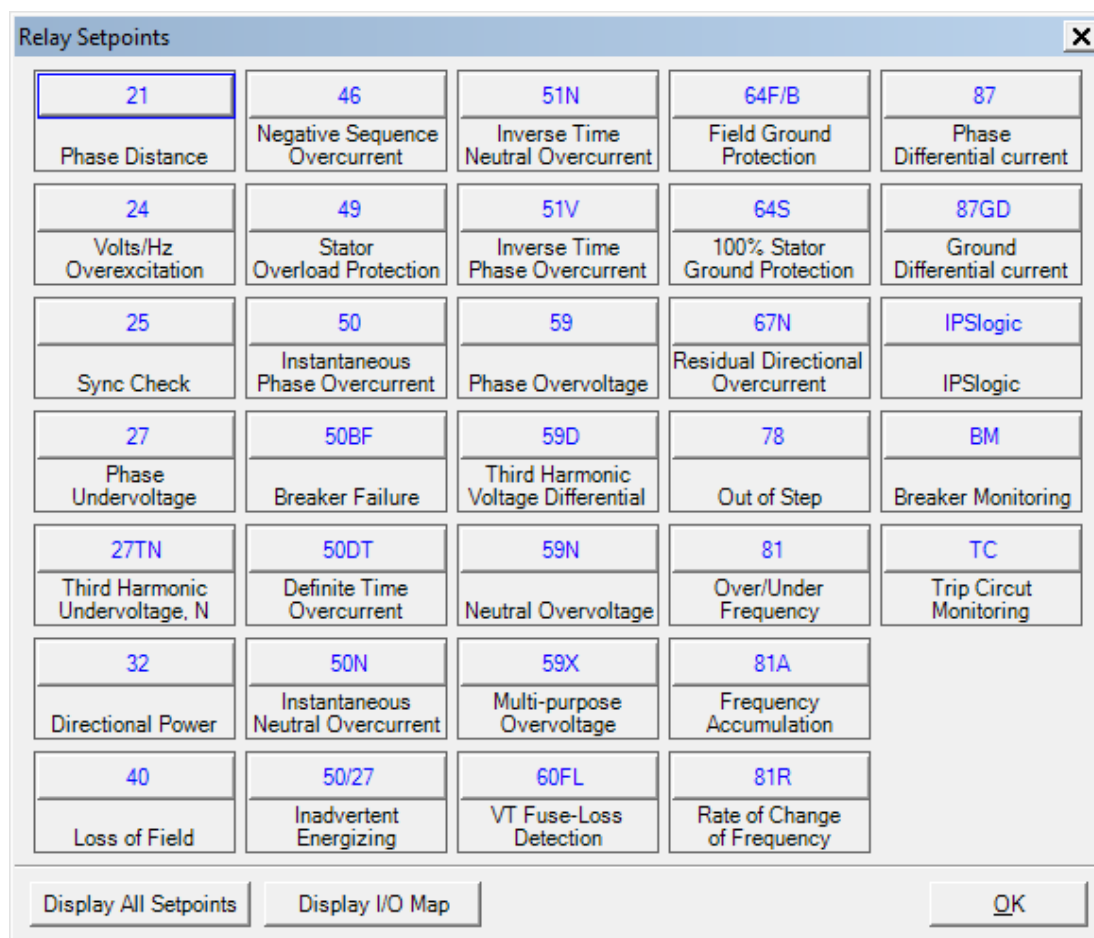 Relay Setpoints
21
Phase Distance
46
Negative Sequence
Overcurrent
51N
Inverse Time
Neutral Overcurrent
64F/B
Field Ground
Protection
87
Phase
Differential current
24
Volts/Hz
Overexcitation
49
Stator
Overload Protection
51V
Inverse Time
Phase Overcurrent
64S
100% Stator
Ground Protection
87GD
Ground
Differential current
25
Sync Check
50
Instantaneous
Phase Overcurrent
59
Phase Overvoltage
67N
Residual Directional
Overcurrent
IPSlogic
IPSlogic
27
Phase
Undervoltage
50BF
Breaker Failure
59D
Third Harmonic
Voltage Differential
78
Out of Step
BM
Breaker Monitoring
27TN
Third Harmonic
Undervoltage, N
50DT
Definite Time
Overcurrent
59N
Neutral Overvoltage
81
Over/Under
Frequency
TC
Trip Circut
Monitoring
32
Directional Power
50N
Instantaneous
Neutral Overcurrent
59X
Multi-purpose
Overvoltage
81A
Frequency
Accumulation
40
Loss of Field
50/27
Inadvertent
Energizing
60FL
VT Fuse-Loss
Detection
81R
Rate of Change
of Frequency
Display All Setpoints
Display I/O Map
OK